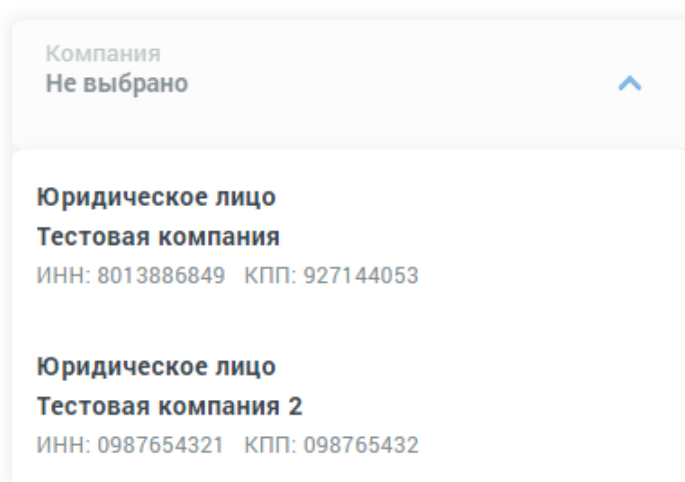 Компания
Не выбрано
Юридическое лицо
Тестовая компания
ИНН: 8013886849 КПП: 927144053
Юридическое лицо
Тестовая компания 2
ИНН: 0987654321 КПП: 098765432